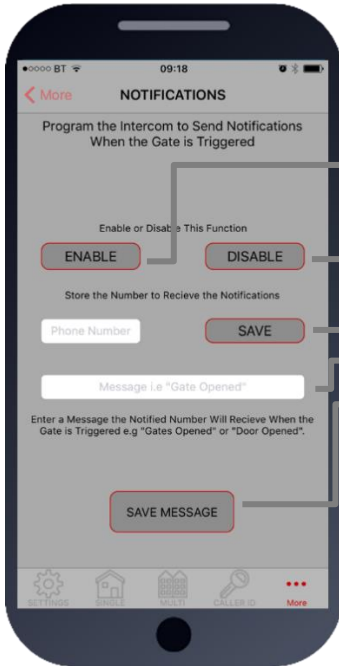 BT 09:18
More NOTIFICATIONS
Program the Intercom to Send Notifications
When the Gate is Triggered
Enable or Disable This Function
ENABLE DISABLE
Store the Number to Recieve the Notifications
Phone Number SAVE
Message i.e "Gate Opened"
Enter a Message the Notified Number Will Recieve When the
Gate is Triggered e.g "Gates Opened" or "Door Opened".
SAVE MESSAGE
SETTINGS SINGLE MULTI CALLER ID More